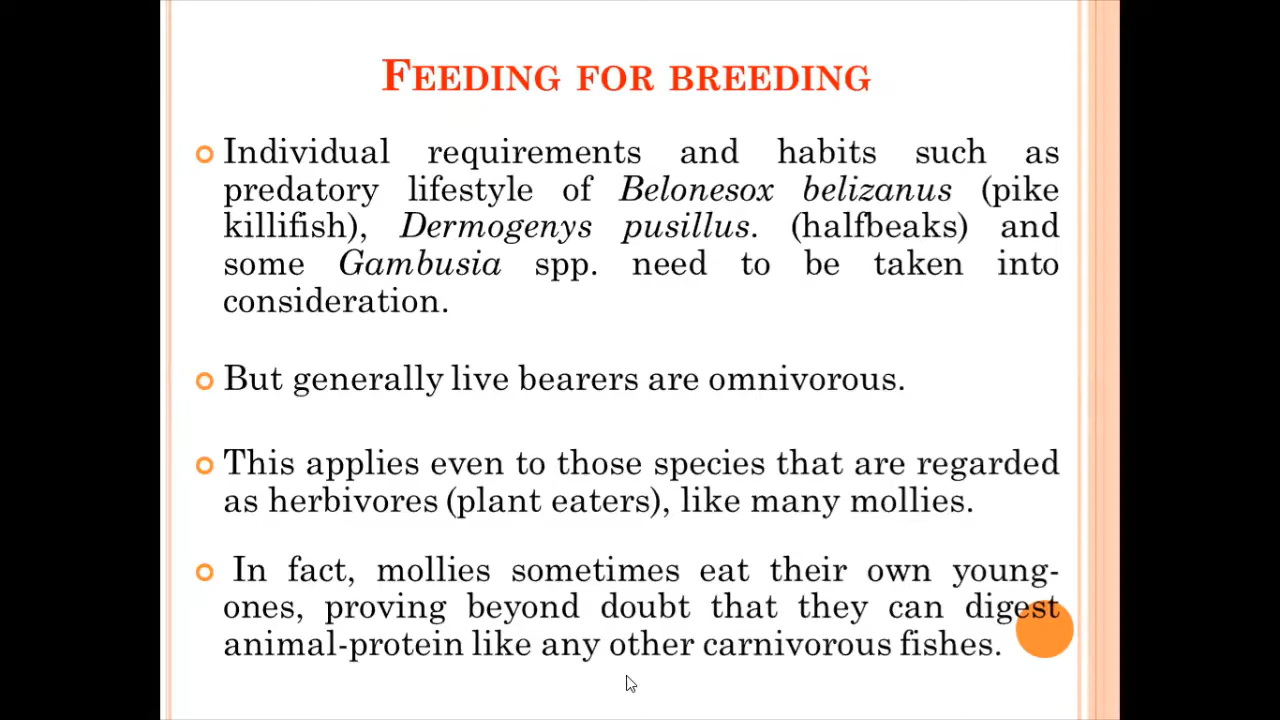 FEEDING FOR BREEDING
Individual requirements and habits such as
predatory lifestyle of Belonesox belizanus (pike
killifish), Dermogenys pusillus. (halfbeaks) and
some Gambusia spp. need to be taken into
consideration.
But generally live bearers are omnivorous.
This applies even to those species that are regarded
as herbivores (plant eaters), like many mollies.
In fact, mollies sometimes eat their own young-
ones, proving beyond doubt that they can digest
animal-protein like any other carnivorous fishes.